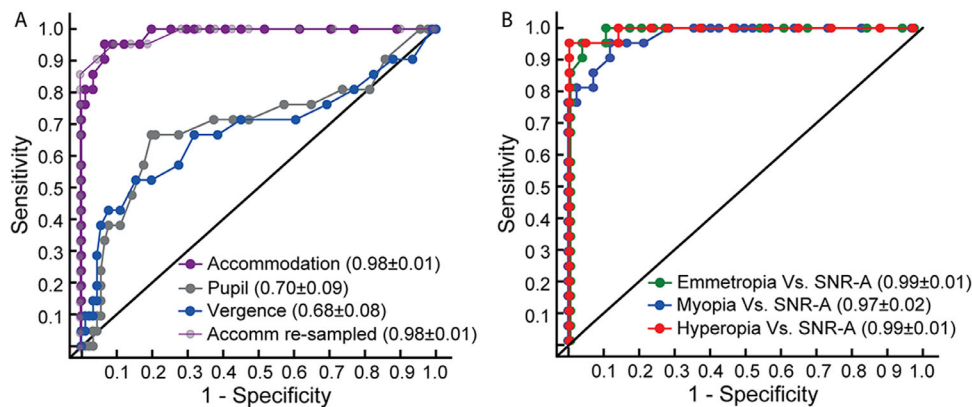 A
1.0
0.9
0.8
0.7
0.6
0.5
0.4
0.3
0.2
0.1
Sensitivity
Accommodation (0.98±0.01)
Pupil (0.70±0.09)
Vergence (0.68±0.08)
Accomm re-sampled (0.98±0.01)
0.1 0.2 0.3 0.4 0.5 0.6 0.7 0.8 0.9 1.0
1 - Specificity
B
1.0
0.9
0.8
0.7
0.6
0.5
0.4
0.3
0.2
0.1
Sensitivity
Emmetropia Vs. SNR-A (0.99±0.01)
Myopia Vs. SNR-A (0.97±0.02)
Hyperopia Vs. SNR-A (0.99±0.01)
0.1 0.2 0.3 0.4 0.5 0.6 0.7 0.8 0.9 1.0
1 - Specificity